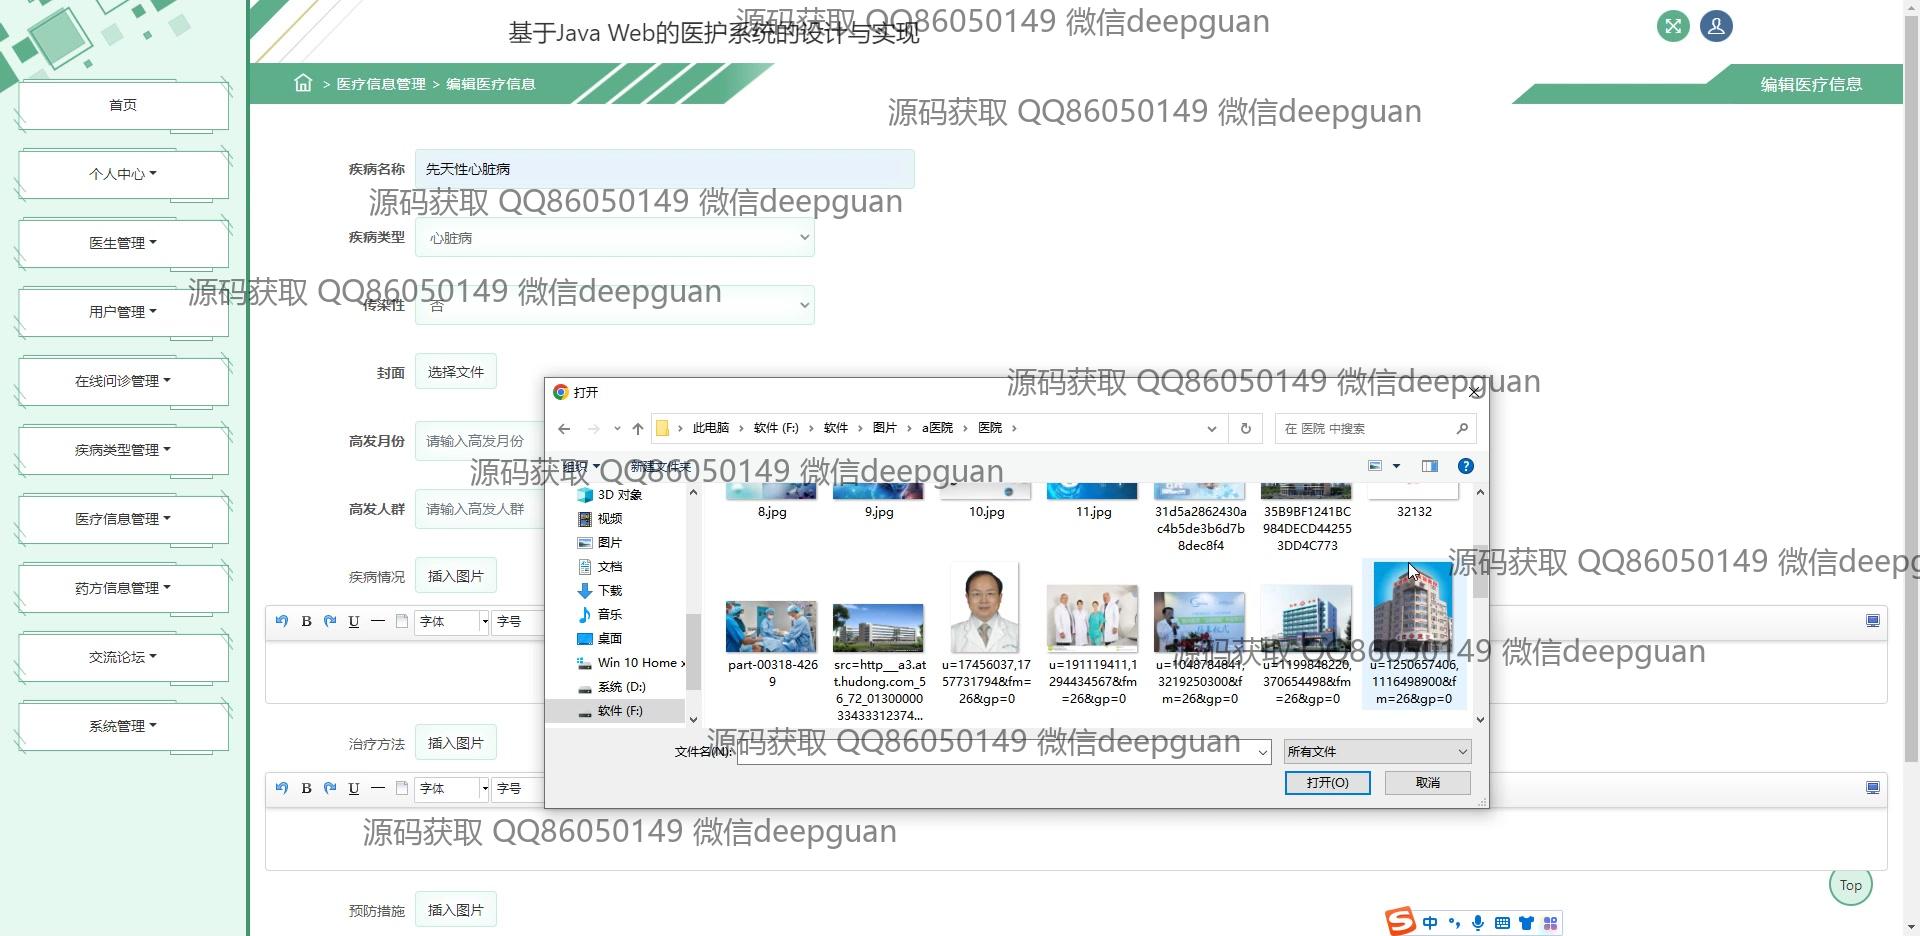 基于Java Web的医护系统的设计与实现
源码获取 QQ86050149 微信deepguan
> 医疗信息管理 > 编辑医疗信息
编辑医疗信息
源码获取 QQ86050149 微信deepguan
首页
个人中心
医生管理
用户管理
在线问诊管理
疾病类型管理
医疗信息管理
药方信息管理
交流论坛
系统管理
疾病名称 先天性心脏病
源码获取 QQ86050149 微信deepguan
疾病类型 心脏病
源码获取 QQ86050149 微信deepguan
传染性 否
封面 选择文件
高发月份 请输入高发月份
高发人群 请输入高发人群
疾病情况 插入图片
B U 字体 字号
治疗方法 插入图片
B U 字体 字号
源码获取 QQ86050149 微信deepguan
预防措施 插入图片
打开
源码获取 QQ86050149 微信deepguan
此电脑 > 软件 (F:) > 软件 > 图片 > a医院 > 医院 >
在 医院 中搜索
组织 新建文件夹
源码获取 QQ86050149 微信deepguan
3D 对象
视频
图片
文档
下载
音乐
桌面
Win 10 Home x
系统 (D:)
软件 (F:)
8.jpg
9.jpg
10.jpg
11.jpg
31d5a2862430a
c4b5de3b6d7b
8dec8f4
35B9BF1241BC
984DECD44255
3DD4C773
32132
源码获取 QQ86050149 微信deepg
part-00318-426
9
src=http__a3.at
t.hudong.com_5
6_72_01300000
33433312374...
u=17456037,17
57731794&fm=
26&gp=0
u=191119411,1
294434567&fm
=26&gp=0
u=1048784841,
3219250300&f
m=26&gp=0
u=1199848220,
370654498&fm
=26&gp=0
u=1250657406,
1116498900&f
m=26&gp=0
源码获取 QQ86050149 微信deepguan
文件名(N):
源码获取 QQ86050149 微信deepguan
所有文件
打开(O) 取消
Top
中